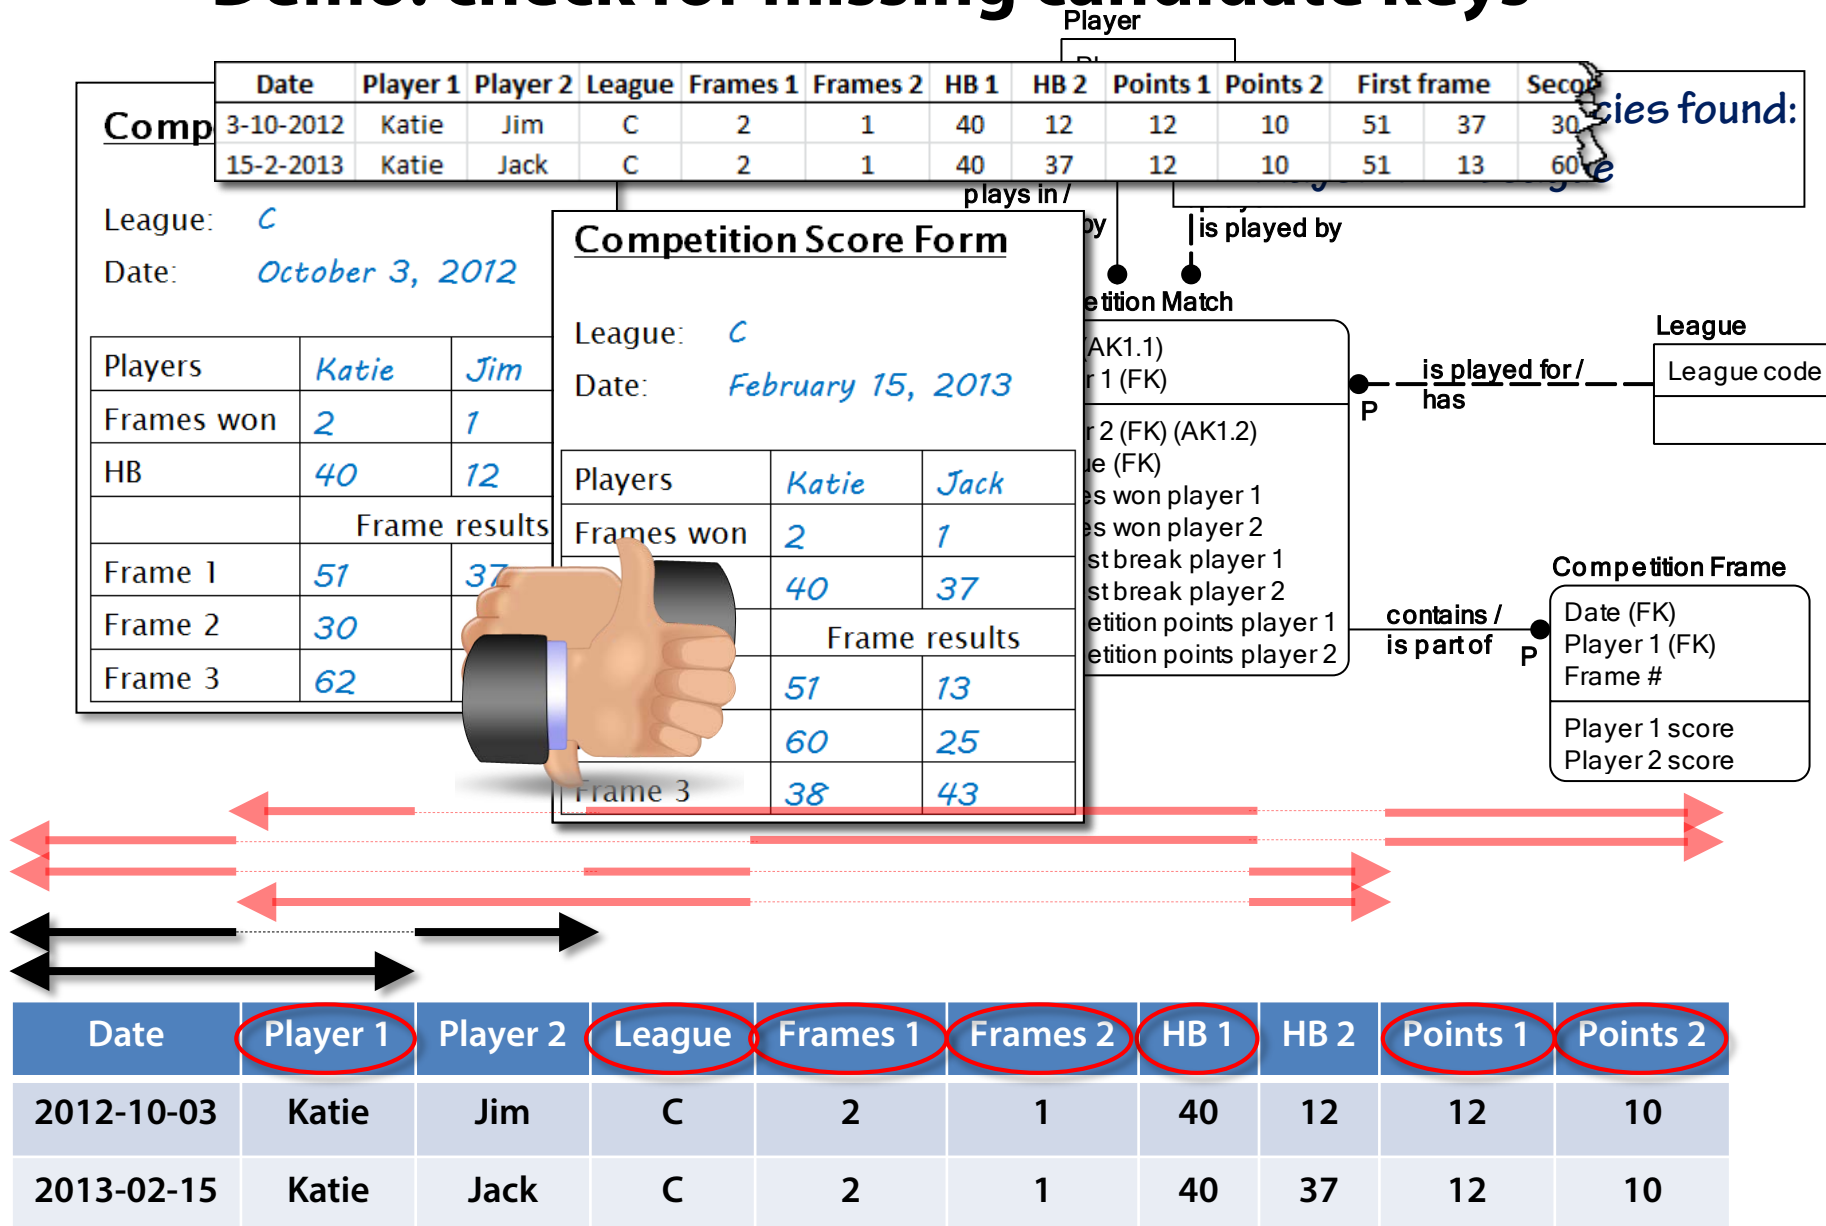 Demo: check for missing candidate keys
Player
Date Player 1 Player 2 League Frames 1 Frames 2 HB 1 HB 2 Points 1 Points 2 First frame Secon
3-10-2012 Katie Jim C 2 1 40 12 12 10 51 37 30
15-2-2013 Katie Jack C 2 1 40 37 12 10 51 13 60
cies found:
Comp
League: C
Date: October 3, 2012
Players Katie Jim
Frames won 2 1
HB 40 12
Frame results
Frame 1 51 37
Frame 2 30
Frame 3 62
Competition Score Form
League: C
Date: February 15, 2013
Players Katie Jack
Frames won 2 1
40 37
Frame results
51 13
60 25
Frame 3 38 43
plays in /
by
is played by
etition Match
(AK1.1)
r 1 (FK)
r 2 (FK) (AK1.2)
ue (FK)
es won player 1
es won player 2
st break player 1
st break player 2
etition points player 1
etition points player 2
is played for /
has
P
League
League code
contains /
is part of
P
Competition Frame
Date (FK)
Player 1 (FK)
Frame #
Player 1 score
Player 2 score
Date Player 1 Player 2 League Frames 1 Frames 2 HB 1 HB 2 Points 1 Points 2
2012-10-03 Katie Jim C 2 1 40 12 12 10
2013-02-15 Katie Jack C 2 1 40 37 12 10